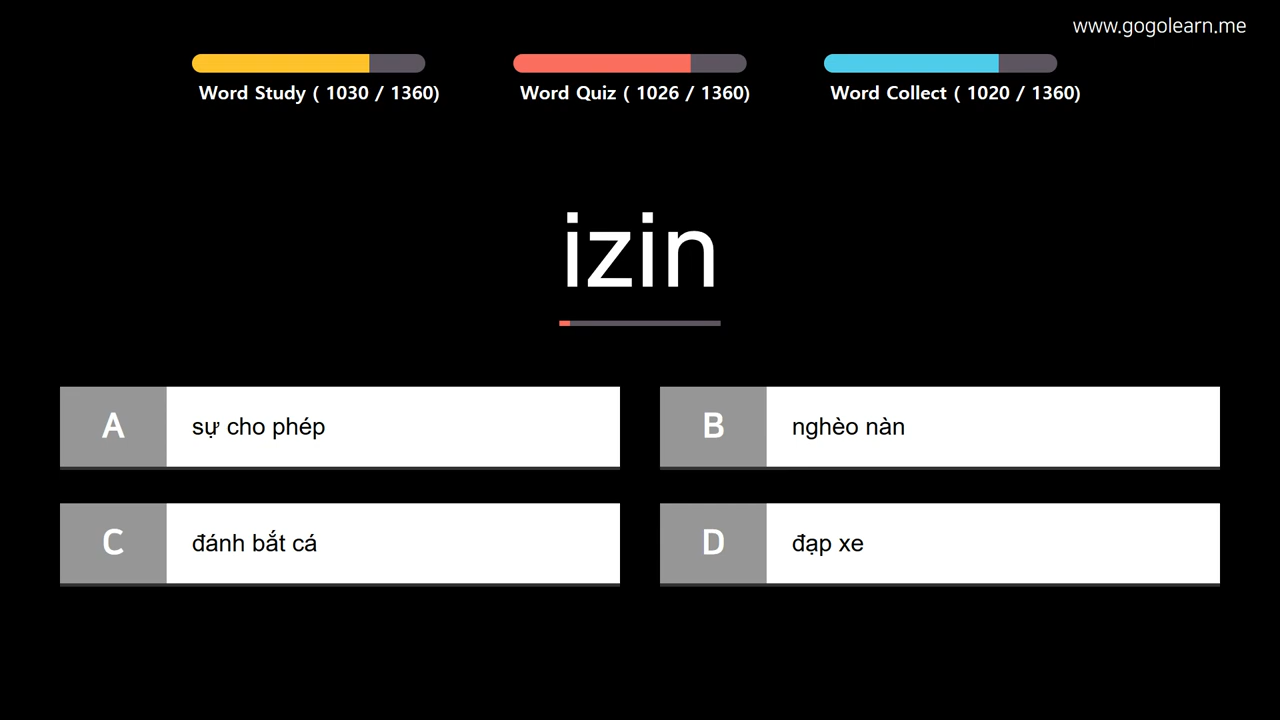 www.gogolearn.me
Word Study ( 1030 / 1360)
Word Quiz ( 1026 / 1360)
Word Collect ( 1020 / 1360)
izin
A sự cho phép
B nghèo nàn
C đánh bắt cá
D đạp xe